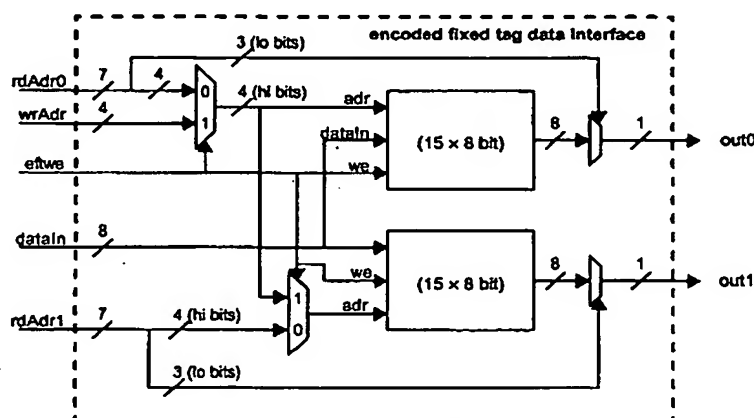 encoded fixed tag data interface
3 (lo bits)
rdAdr0 7 4 0 4 (hi bits) adr
wrAdr 4 1 dataIn (15 × 8 bit) 8 1 out0
eftwe we
dataIn 8
we (15 × 8 bit) 8 1 out1
1 adr
rdAdr1 7 4 (hi bits) 0
3 (lo bits)